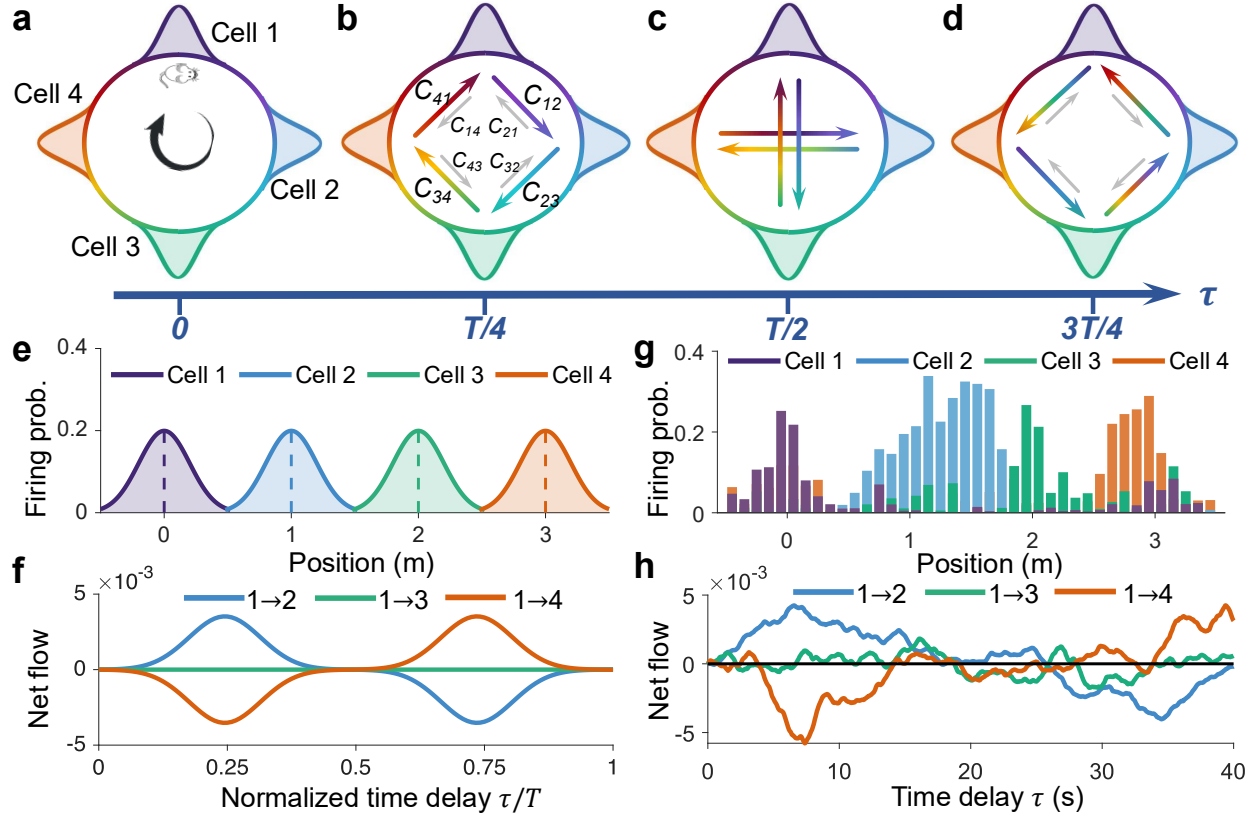 a b c d
Cell 1
Cell 4
Cell 2
Cell 3
C41 C12
C14 C21
C43 C32
C34 C23
τ
0 T/4 T/2 3T/4
e
0.4
Cell 1 Cell 2 Cell 3 Cell 4
0.2
0
Firing prob.
0 1 2 3
Position (m)
g
0.4
Cell 1 Cell 2 Cell 3 Cell 4
0.2
0
Firing prob.
0 1 2 3
Position (m)
f
×10⁻³
5
1→2 1→3 1→4
0
-5
Net flow
0 0.25 0.5 0.75 1
Normalized time delay τ/T
h
×10⁻³
5
1→2 1→3 1→4
0
-5
Net flow
0 10 20 30 40
Time delay τ (s)